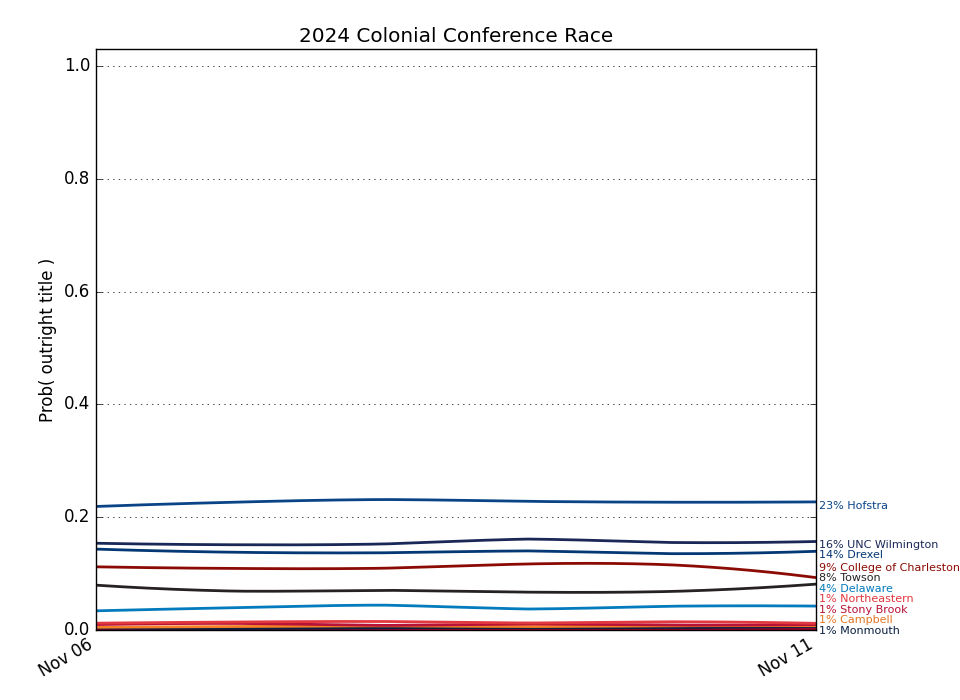 2024 Colonial Conference Race
Prob( outright title )
1.0
0.8
0.6
0.4
0.2
0.0
Nov 06
Nov 11
23% Hofstra
16% UNC Wilmington
14% Drexel
9% College of Charleston
8% Towson
4% Delaware
1% Northeastern
1% Stony Brook
1% Campbell
1% Monmouth